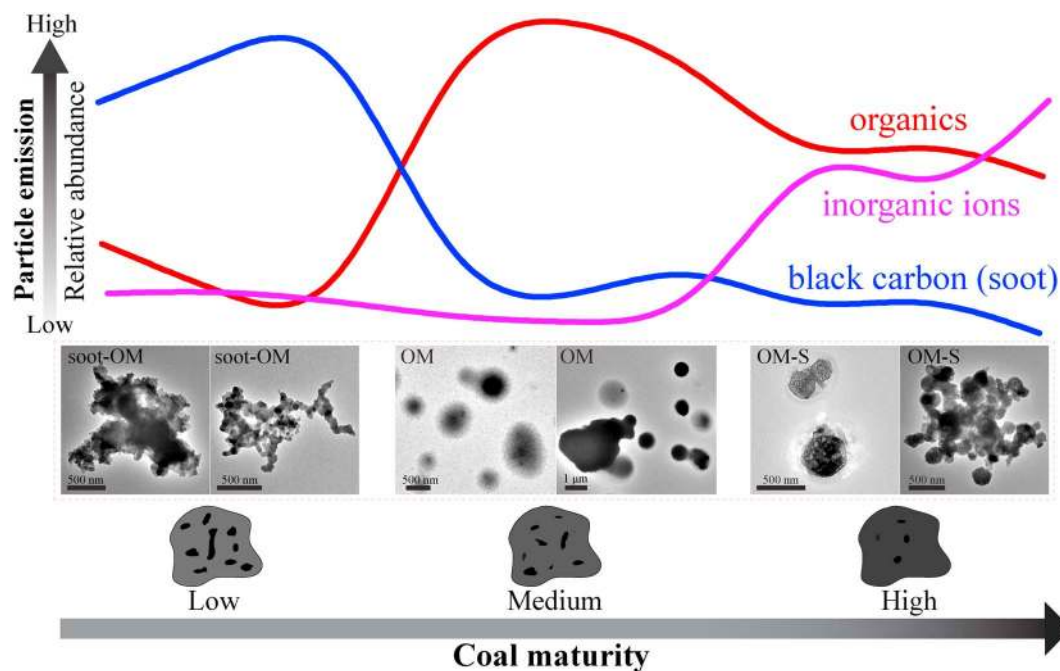 High
Particle emission
Relative abundance
Low
organics
inorganic ions
black carbon (soot)
soot-OM
500 nm
soot-OM
500 nm
OM
500 nm
OM
1 µm
OM-S
500 nm
OM-S
500 nm
Low
Medium
High
Coal maturity